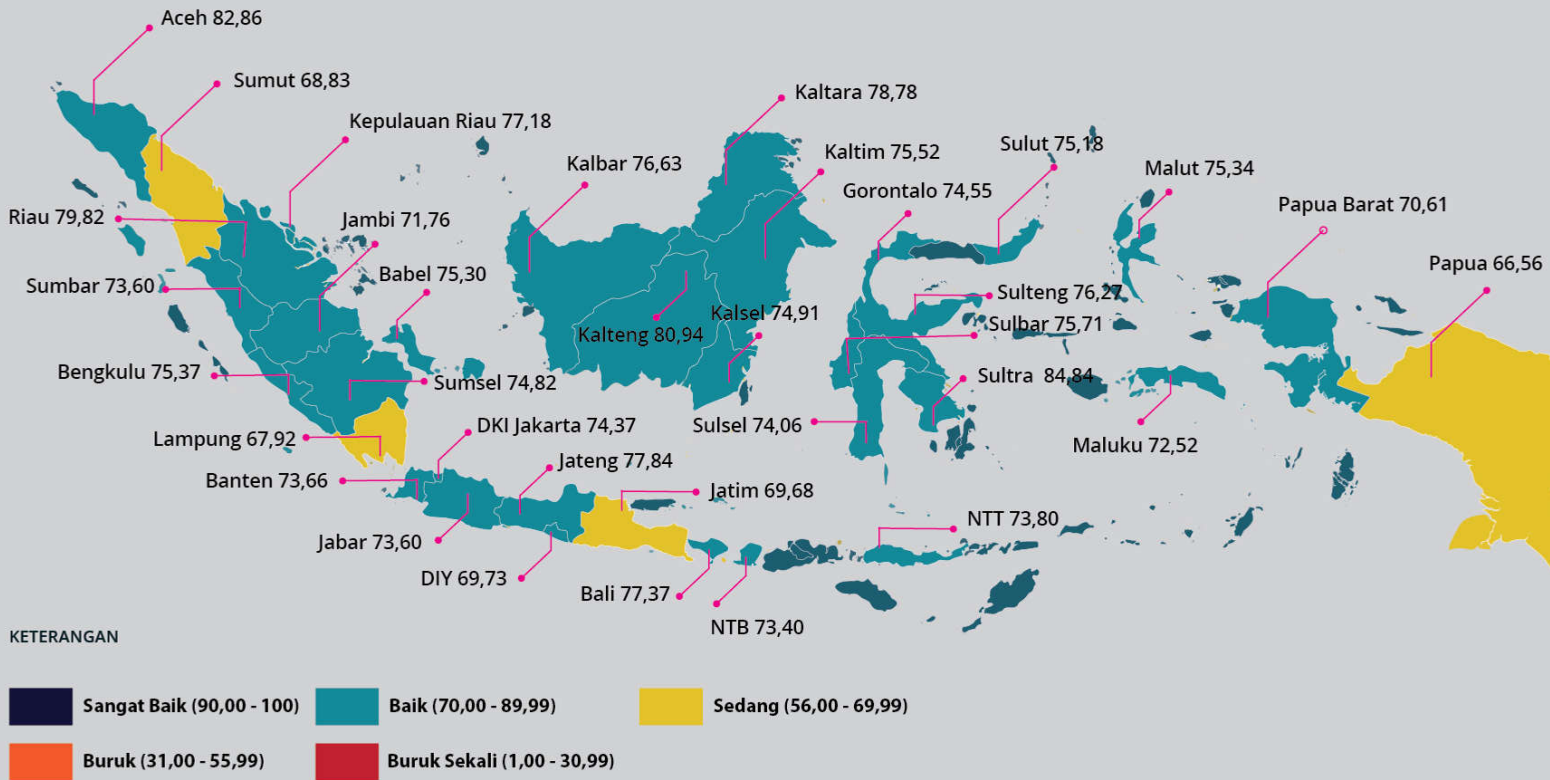 Aceh 82,86
Sumut 68,83
Kepulauan Riau 77,18
Riau 79,82
Jambi 71,76
Sumbar 73,60
Babel 75,30
Bengkulu 75,37
Sumsel 74,82
Lampung 67,92
DKI Jakarta 74,37
Banten 73,66
Jateng 77,84
Jatim 69,68
Jabar 73,60
DIY 69,73
Bali 77,37
NTB 73,40
NTT 73,80
Kalbar 76,63
Kaltara 78,78
Kaltim 75,52
Kalteng 80,94
Kalsel 74,91
Gorontalo 74,55
Sulut 75,18
Sulteng 76,27
Sulbar 75,71
Sultra 84,84
Sulsel 74,06
Malut 75,34
Maluku 72,52
Papua Barat 70,61
Papua 66,56
KETERANGAN
Sangat Baik (90,00 - 100)
Baik (70,00 - 89,99)
Sedang (56,00 - 69,99)
Buruk (31,00 - 55,99)
Buruk Sekali (1,00 - 30,99)